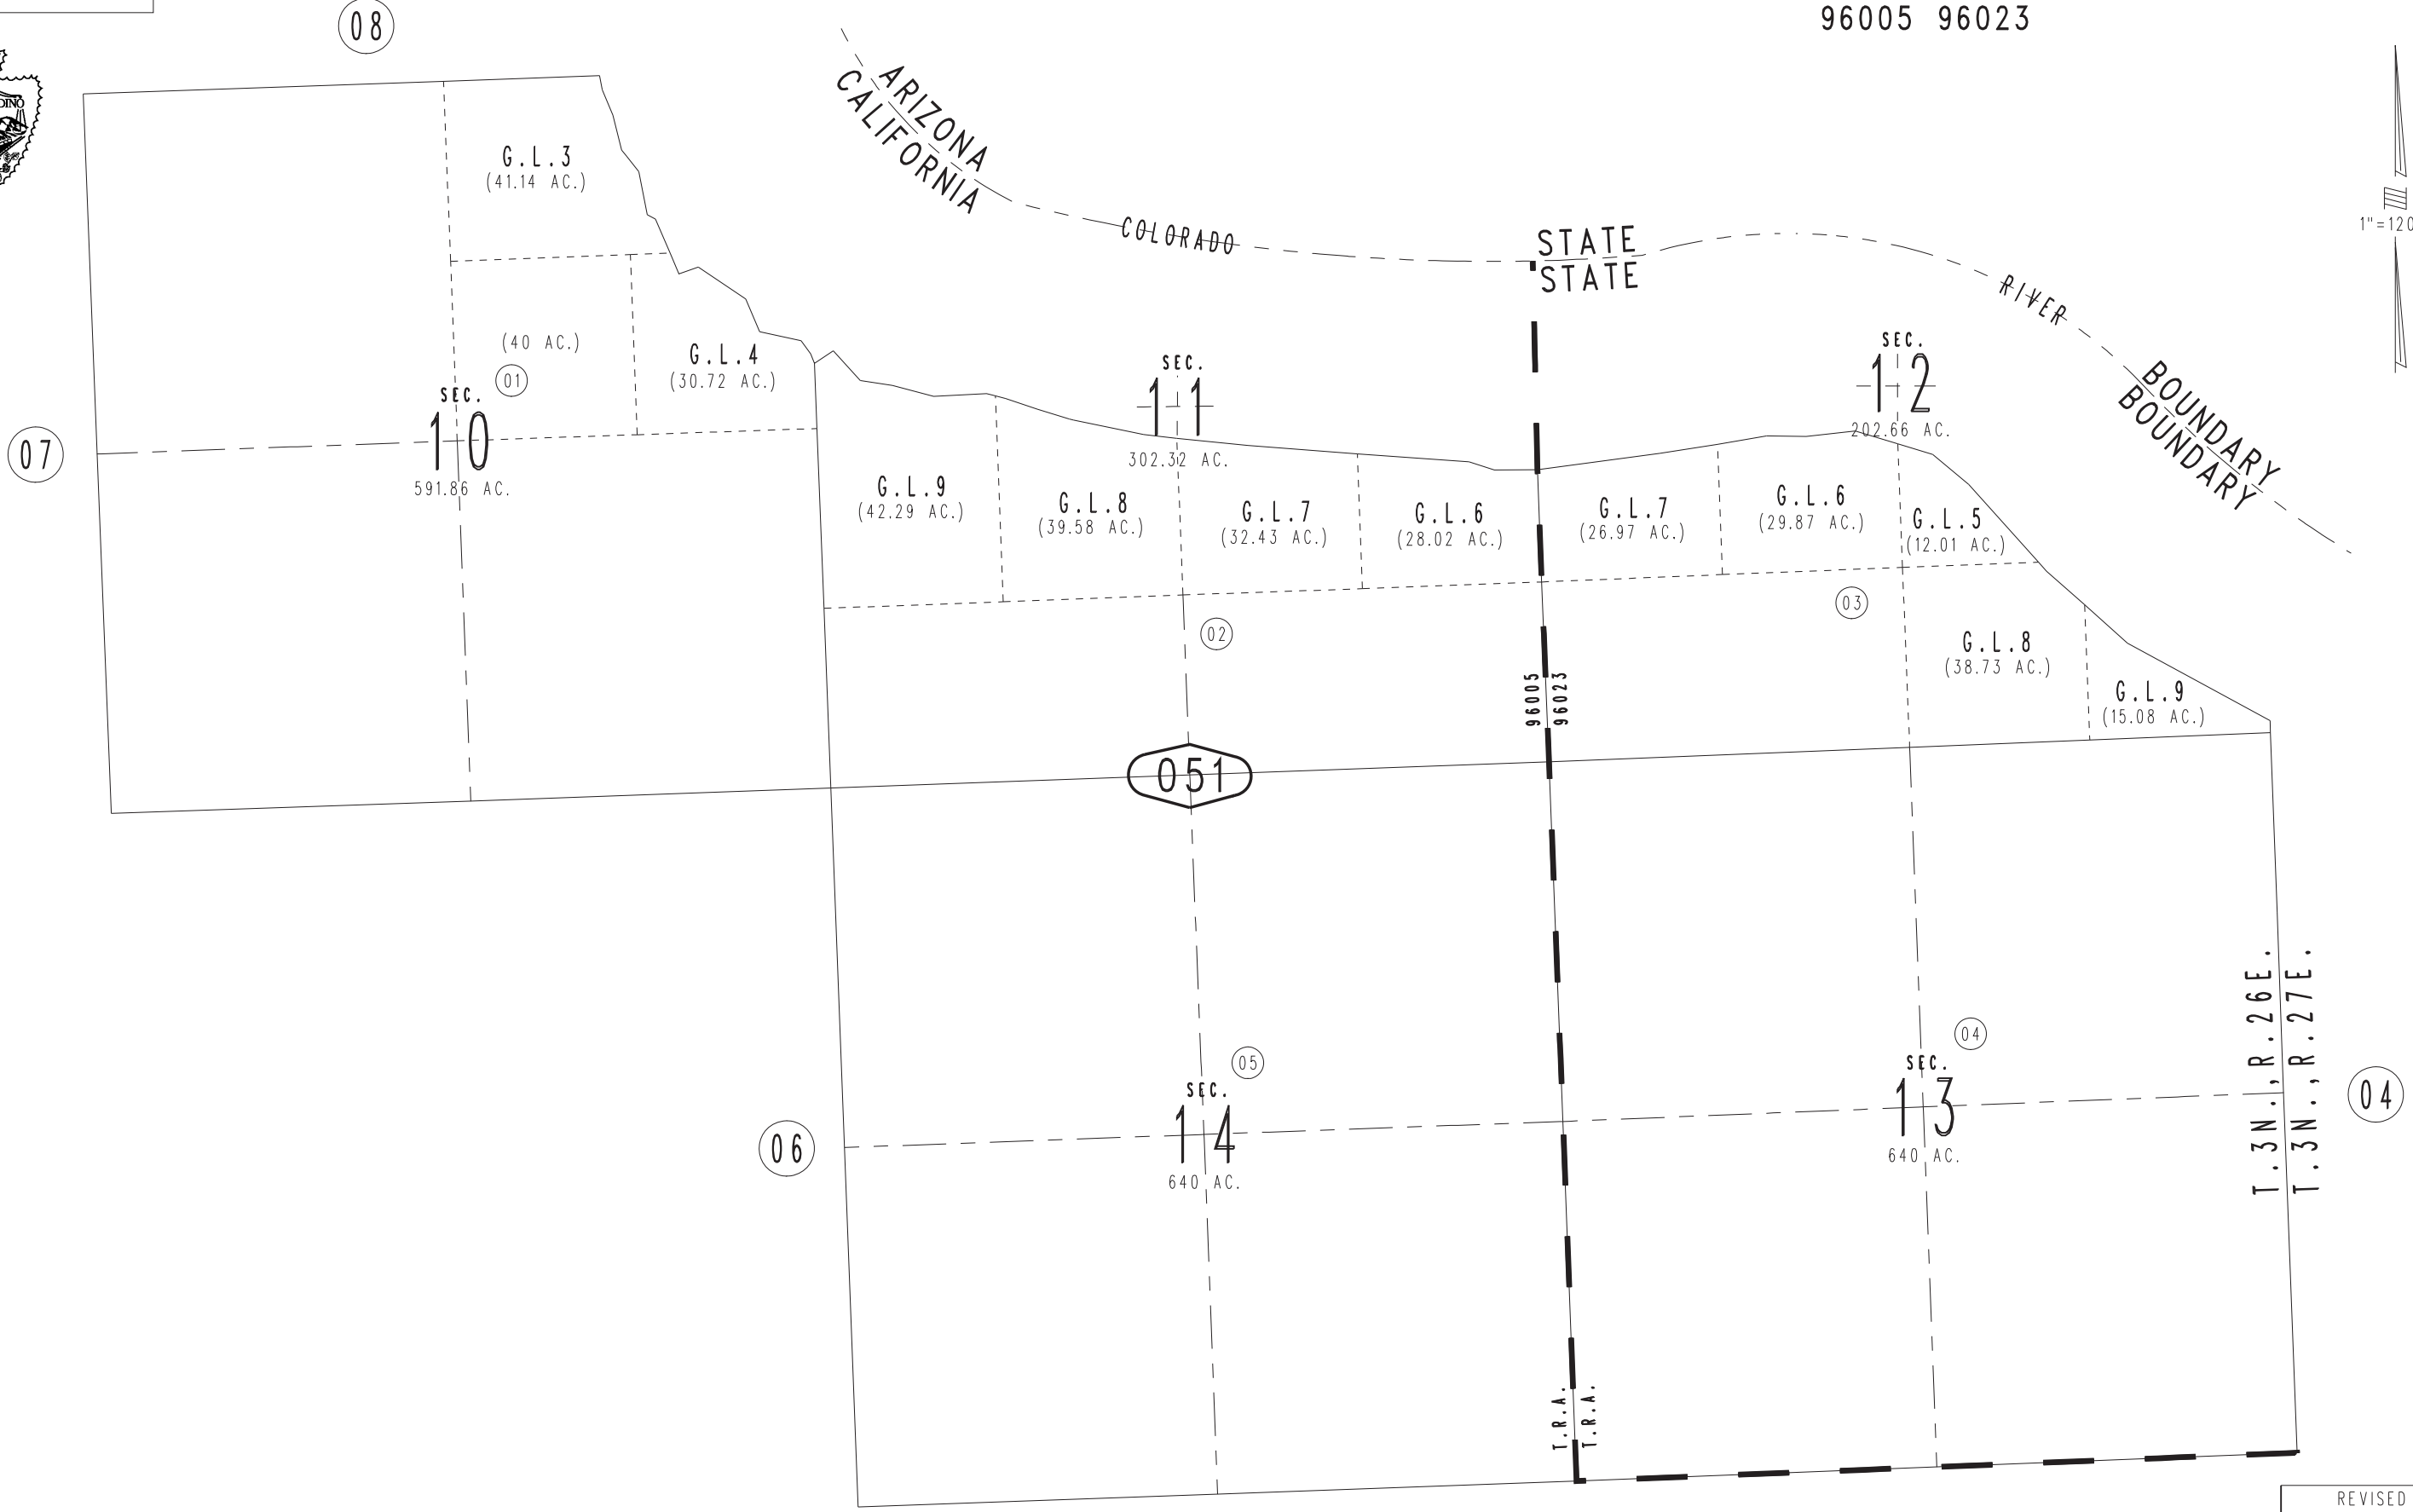 96005 96023
08
DINO
ARIZONA
CALIFORNIA
COLORADO
STATE
STATE
RIVER
BOUNDARY
BOUNDARY
G.L.3
(41.14 AC.)
(40 AC.)
01
G.L.4
(30.72 AC.)
SEC.
10
591.86 AC.
07
SEC.
11
302.32 AC.
SEC.
12
202.66 AC.
G.L.9
(42.29 AC.)
G.L.8
(39.58 AC.)
G.L.7
(32.43 AC.)
G.L.6
(28.02 AC.)
G.L.7
(26.97 AC.)
G.L.6
(29.87 AC.)
G.L.5
(12.01 AC.)
02
03
G.L.8
(38.73 AC.)
G.L.9
(15.08 AC.)
96005
96023
051
05
SEC.
14
640 AC.
04
SEC.
13
640 AC.
06
04
T.3N.,R.26E.
T.3N.,R.27E.
T.R.A.
T.R.A.
1"=120
REVISED